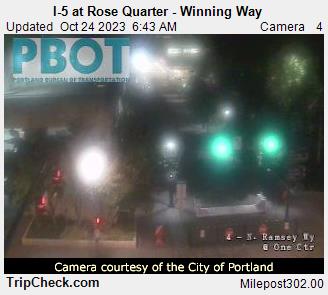 I-5 at Rose Quarter - Winning Way
Updated Oct 24 2023 6:43 AM Camera 4
PBOT
PORTLAND BUREAU OF TRANSPORTATION
4 - N. Ramsey Wy
@ One Ctr
Camera courtesy of the City of Portland
TripCheck.com Milepost302.00